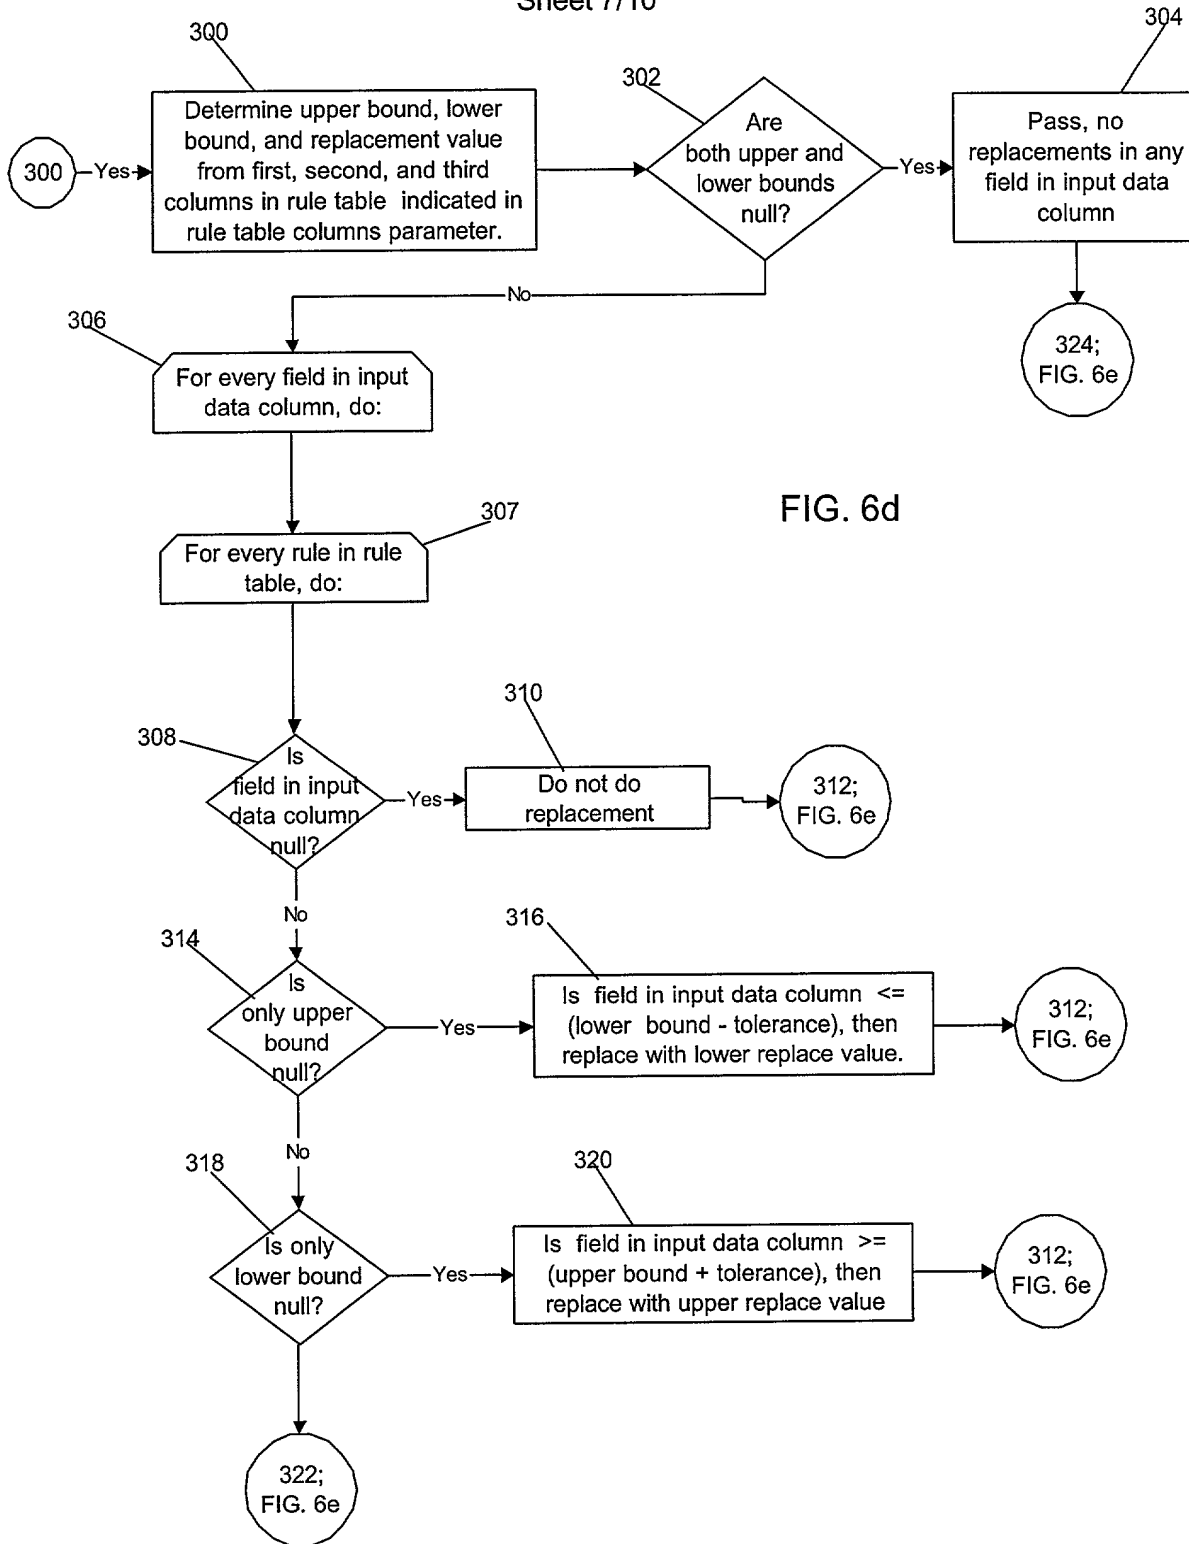 Sheet 7/10
300
302
304
300
Yes
Determine upper bound, lower
bound, and replacement value
from first, second, and third
columns in rule table indicated in
rule table columns parameter.
Are
both upper and
lower bounds
null?
Yes
Pass, no
replacements in any
field in input data
column
No
324;
FIG. 6e
306
For every field in input
data column, do:
FIG. 6d
307
For every rule in rule
table, do:
308
Is
field in input
data column
null?
Yes
310
Do not do
replacement
312;
FIG. 6e
No
314
Is
only upper
bound
null?
Yes
316
Is field in input data column <=
(lower bound - tolerance), then
replace with lower replace value.
312;
FIG. 6e
No
318
Is only
lower bound
null?
Yes
320
Is field in input data column >=
(upper bound + tolerance), then
replace with upper replace value
312;
FIG. 6e
322;
FIG. 6e